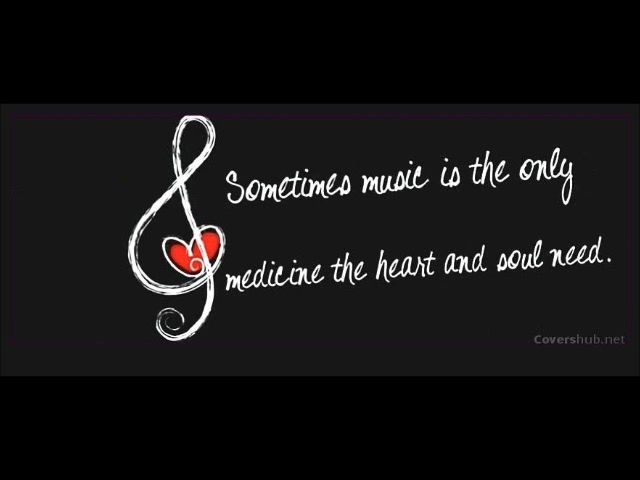 Sometimes music is the only
medicine the heart and soul need.
Covershub.net